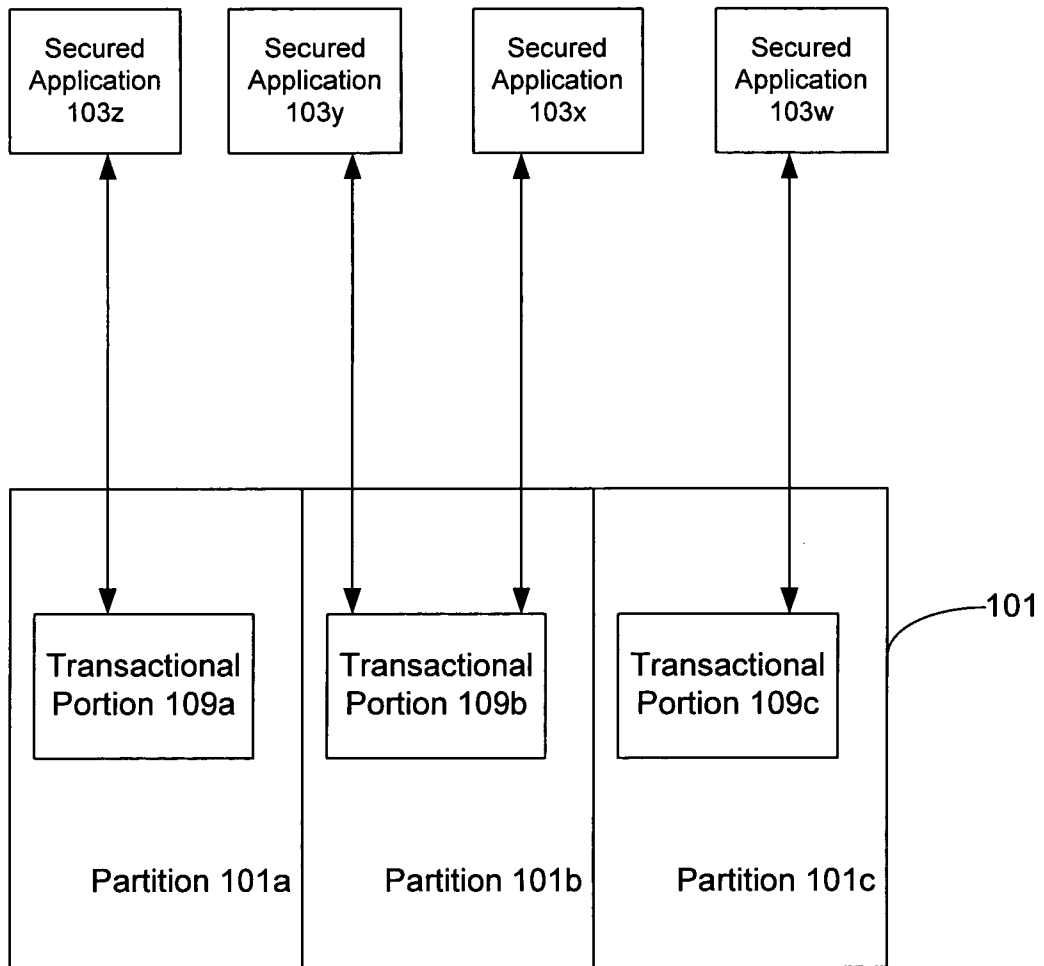 Secured
Application
103z
Secured
Application
103y
Secured
Application
103x
Secured
Application
103w
101
Transactional
Portion 109a
Transactional
Portion 109b
Transactional
Portion 109c
Partition 101a
Partition 101b
Partition 101c